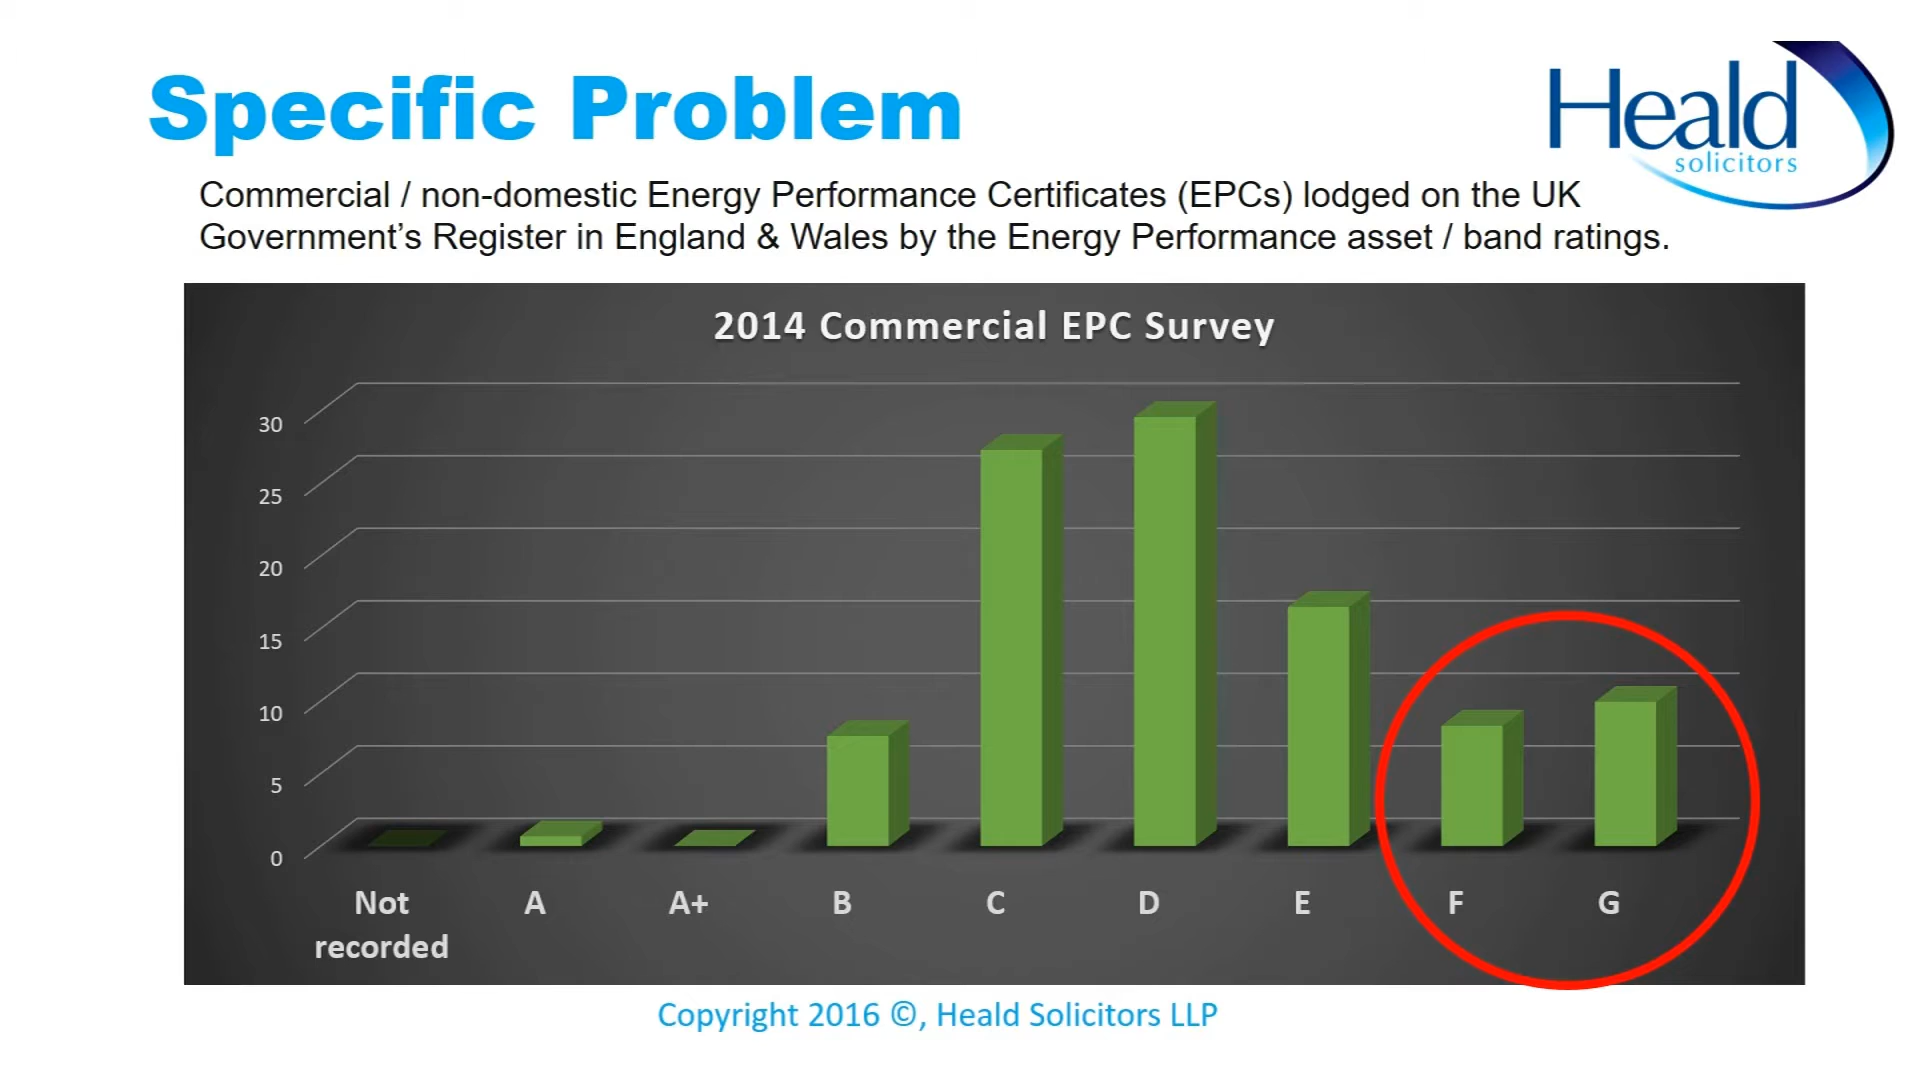 Specific Problem
Heald
solicitors
Commercial / non-domestic Energy Performance Certificates (EPCs) lodged on the UK
Government’s Register in England & Wales by the Energy Performance asset / band ratings.
2014 Commercial EPC Survey
30
25
20
15
10
5
0
Not recorded A A+ B C D E F G
Copyright 2016 ©, Heald Solicitors LLP